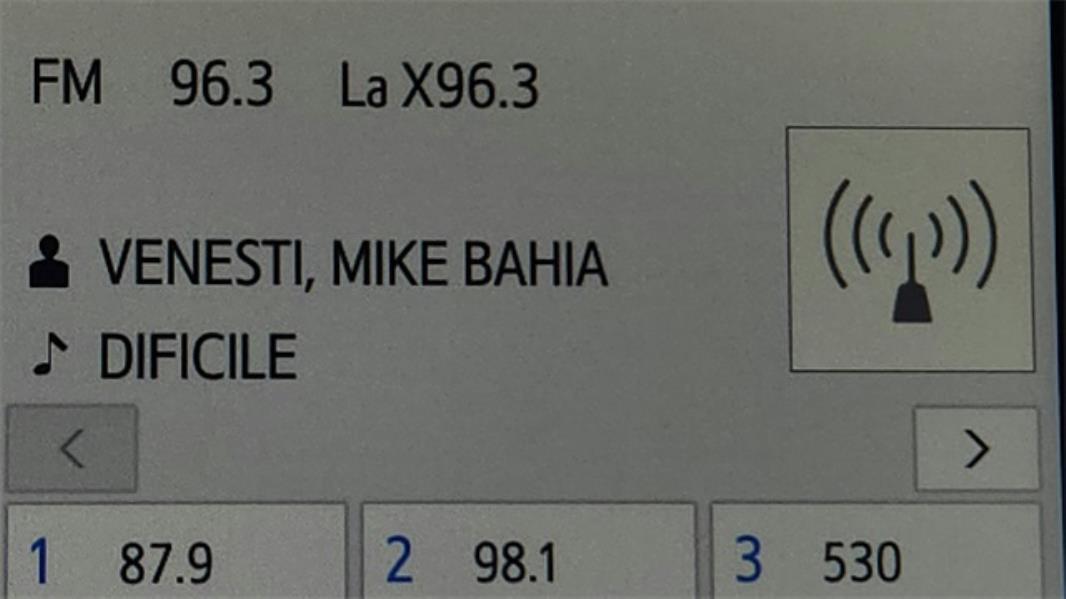 FM 96.3 La X96.3
VENESTI, MIKE BAHIA
DIFICILE
1 87.9 2 98.1 3 530